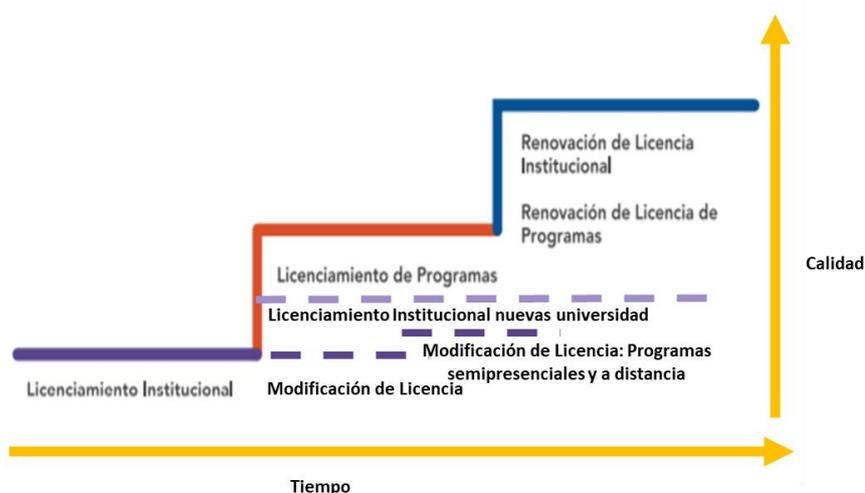 Renovación de Licencia
Institucional
Renovación de Licencia de
Programas
Calidad
Licenciamiento de Programas
Licenciamiento Institucional nuevas universidad
Modificación de Licencia: Programas
semipresenciales y a distancia
Licenciamiento Institucional
Modificación de Licencia
Tiempo